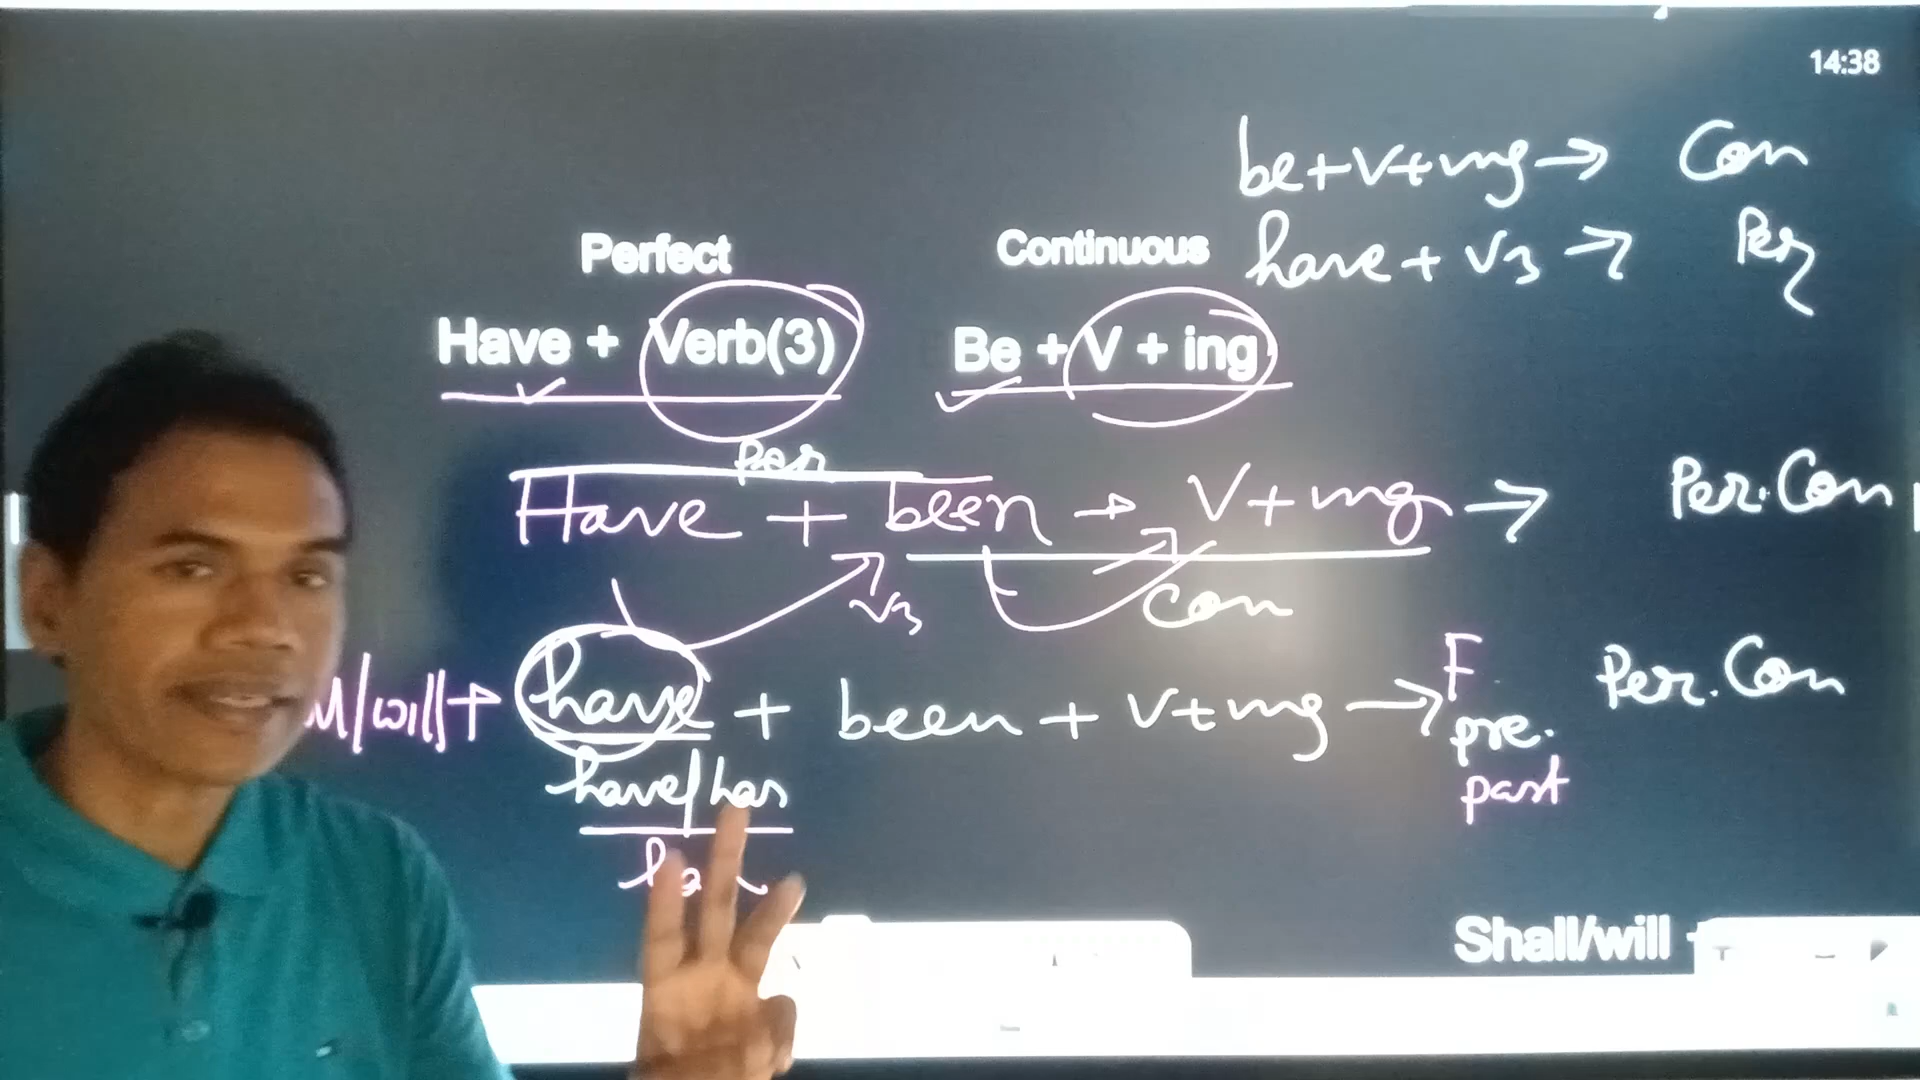 14:38
be+v+ing→ Con
have + V3 → Per
Perfect Continuous
Have + Verb(3) Be + V + ing
Per
Have + been + V+ing → Per.Con
V3 Con
/will+ have + been + v+ing → F Per.Con
pre.
have/has past
Shall/will